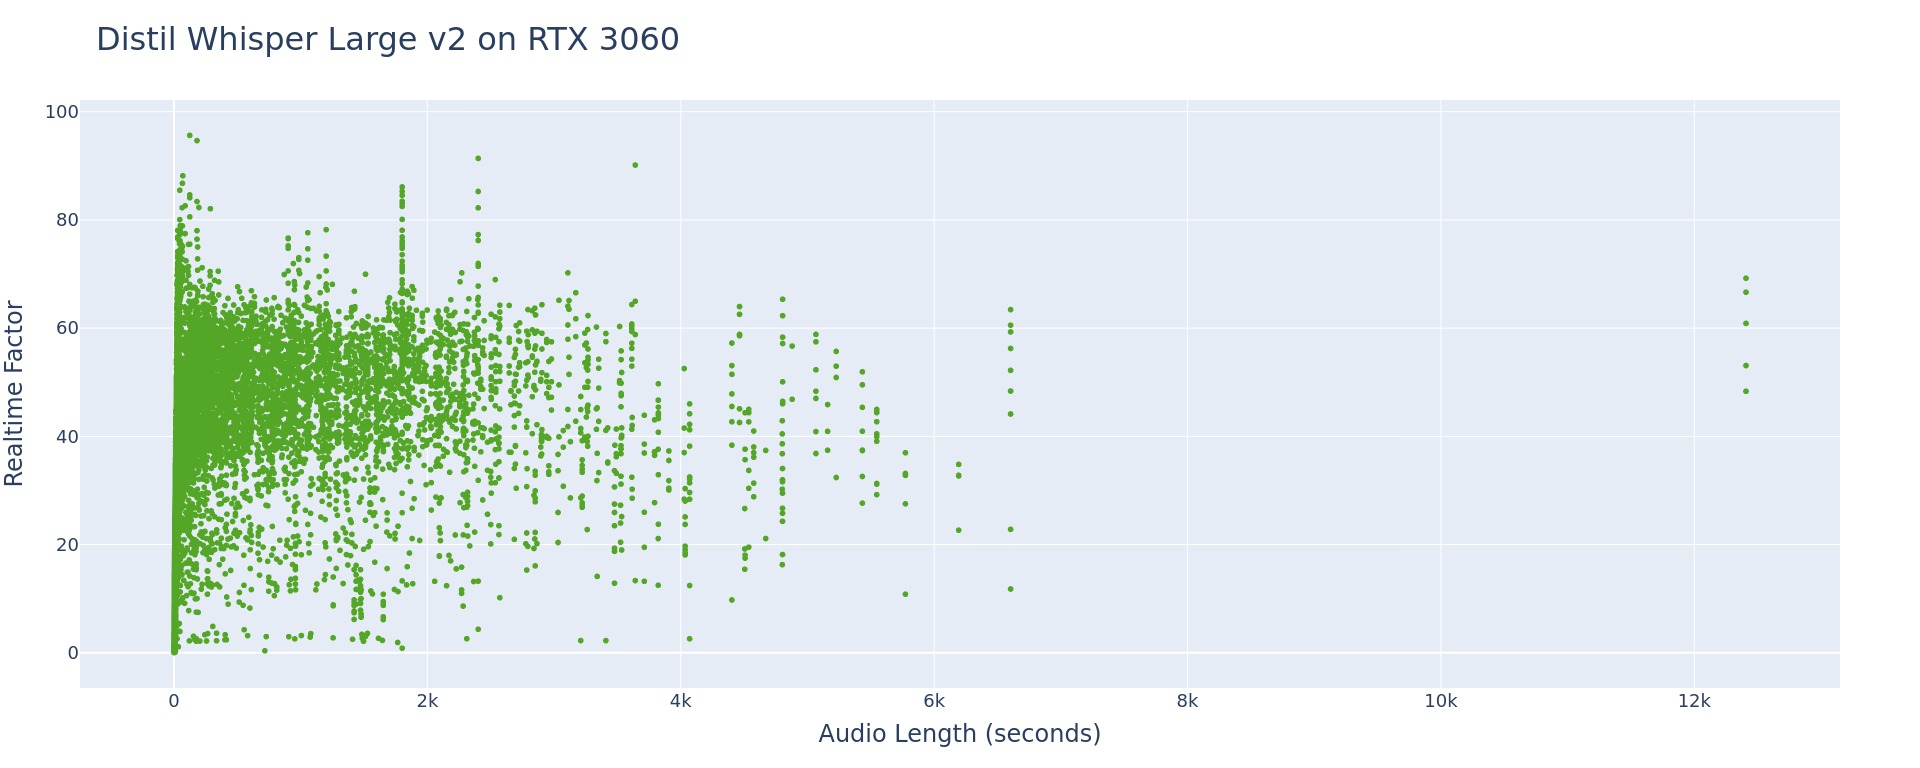 Distil Whisper Large v2 on RTX 3060
Realtime Factor
100
80
60
40
20
0
0 2k 4k 6k 8k 10k 12k
Audio Length (seconds)